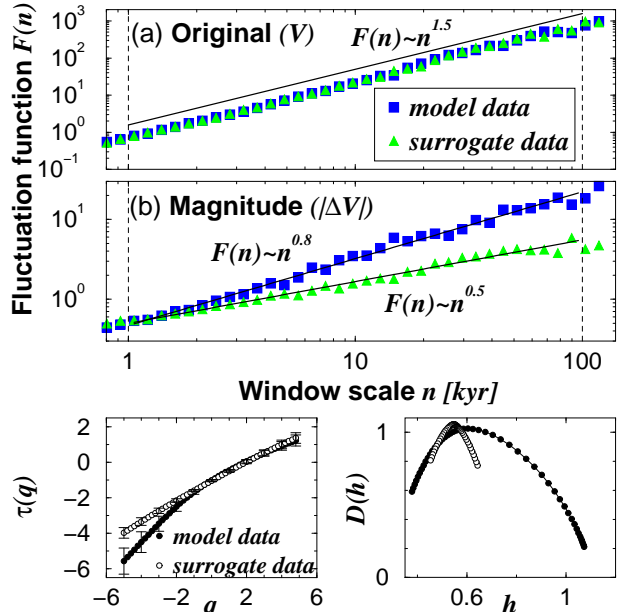 Fluctuation function F(n)
10³
10²
10¹
10⁰
10⁻¹
(a) Original (V)
F(n)~n^1.5
model data
surrogate data
10¹
10⁰
(b) Magnitude (|ΔV|)
F(n)~n^0.8
F(n)~n^0.5
1 10 100
Window scale n [kyr]
τ(q)
2
0
−2
−4
−6
model data
surrogate data
−6 −2 2 6
q
D(h)
1
0
0.6 1
h